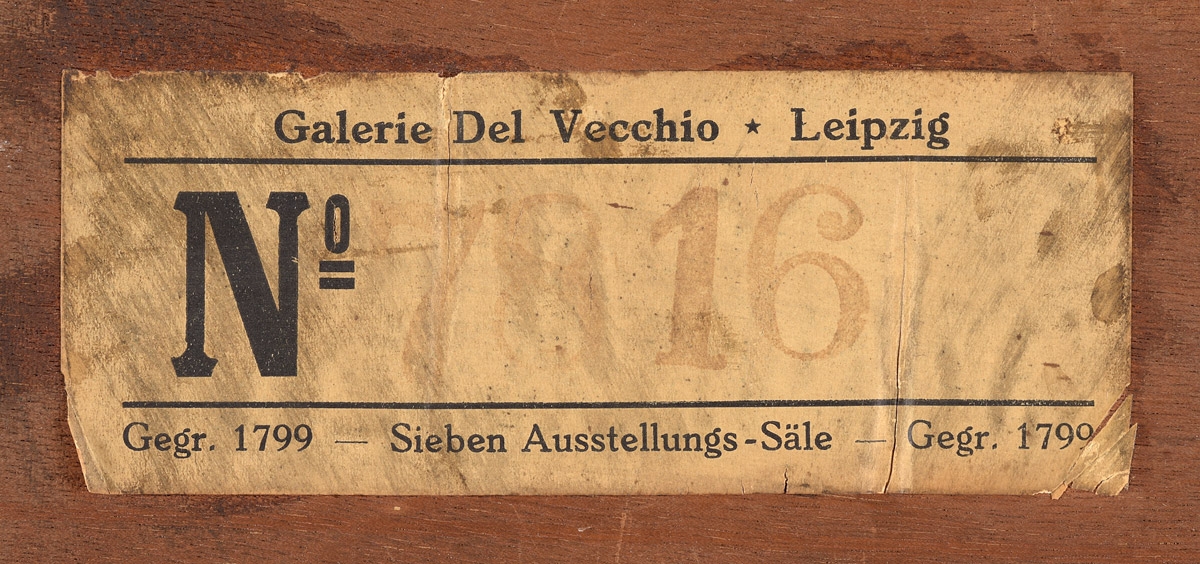 Galerie Del Vecchio ★ Leipzig
Nº
Gegr. 1799 — Sieben Ausstellungs-Säle — Gegr. 1799